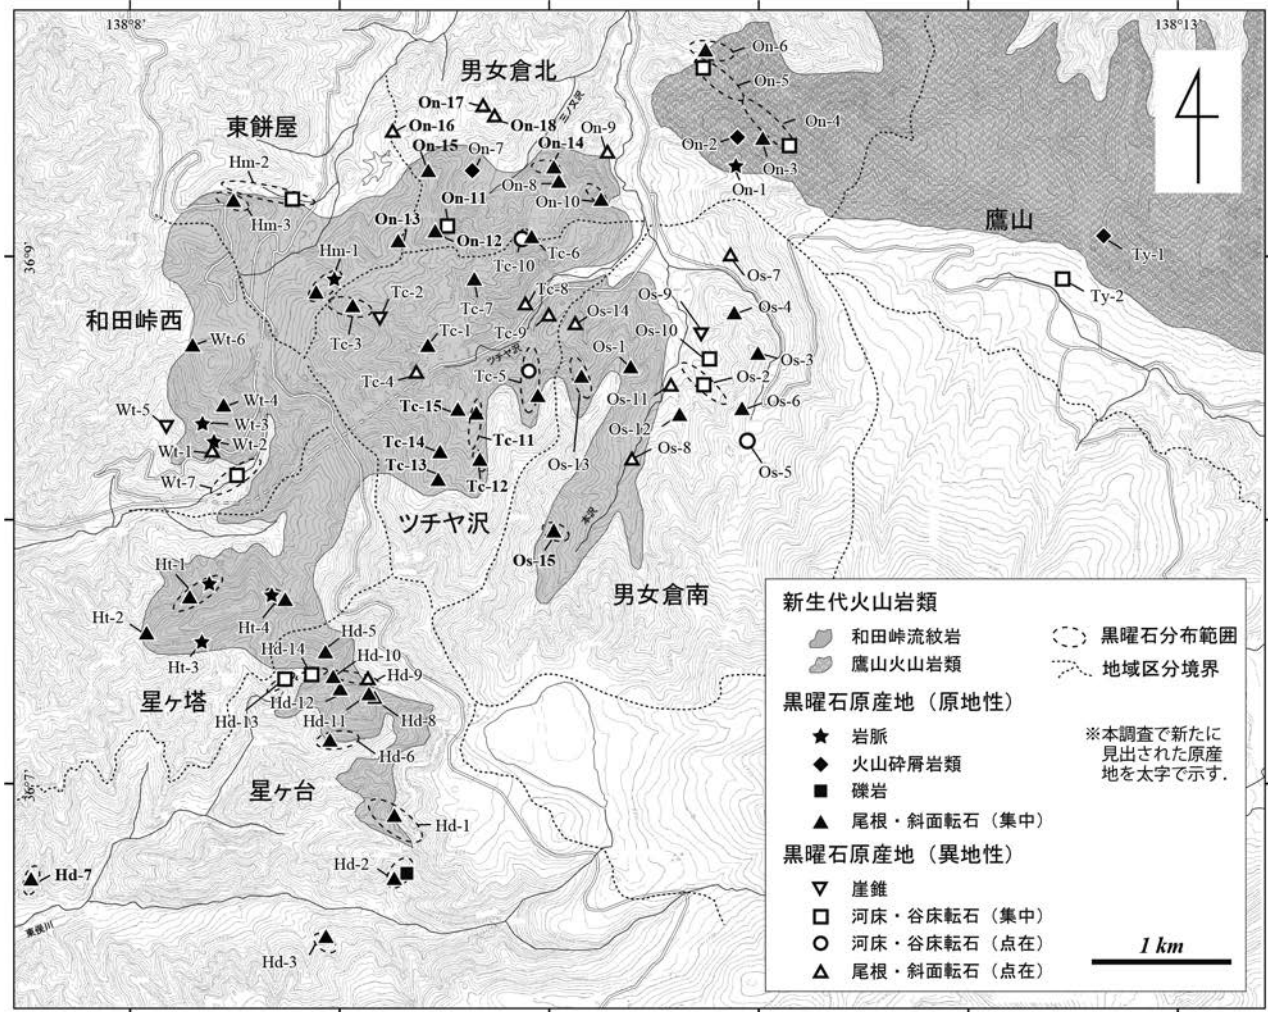 138°8′
138°13′
男女倉北
On-6
On-5
On-17
On-18
三ノ又沢
On-16
On-9
On-4
東餅屋
On-15
On-7
On-14
On-2
On-3
Hm-2
On-8
On-1
On-11
On-10
Hm-3
On-13
On-12
鷹山
Tc-6
Ty-1
36°9′
Hm-1
Tc-10
Os-7
Tc-2
Tc-8
Os-9
Ty-2
Tc-7
Os-14
Os-4
和田峠西
Tc-3
Tc-1
Tc-9
Os-10
Wt-6
ツチヤ沢
Os-1
Os-3
Tc-4
Tc-5
Os-2
Wt-4
Os-11
Wt-5
Wt-3
Tc-15
Os-6
Wt-2
Tc-11
Os-12
Wt-1
Tc-14
Os-8
Tc-13
Os-13
Os-5
Wt-7
Tc-12
ツチヤ沢
本沢
Os-15
Ht-1
男女倉南
Ht-2
Ht-4
Hd-5
Hd-14
Hd-10
Ht-3
Hd-9
星ヶ塔
Hd-12
Hd-13
Hd-11
Hd-8
Hd-6
36°7′
星ヶ台
Hd-1
Hd-2
Hd-7
東俣川
Hd-3
新生代火山岩類
和田峠流紋岩
鷹山火山岩類
黒曜石分布範囲
地域区分境界
黒曜石原産地（原地性）
岩脈
火山砕屑岩類
礫岩
尾根・斜面転石（集中）
※本調査で新たに
見出された原産
地を太字で示す.
黒曜石原産地（異地性）
崖錐
河床・谷床転石（集中）
河床・谷床転石（点在）
尾根・斜面転石（点在）
1 km